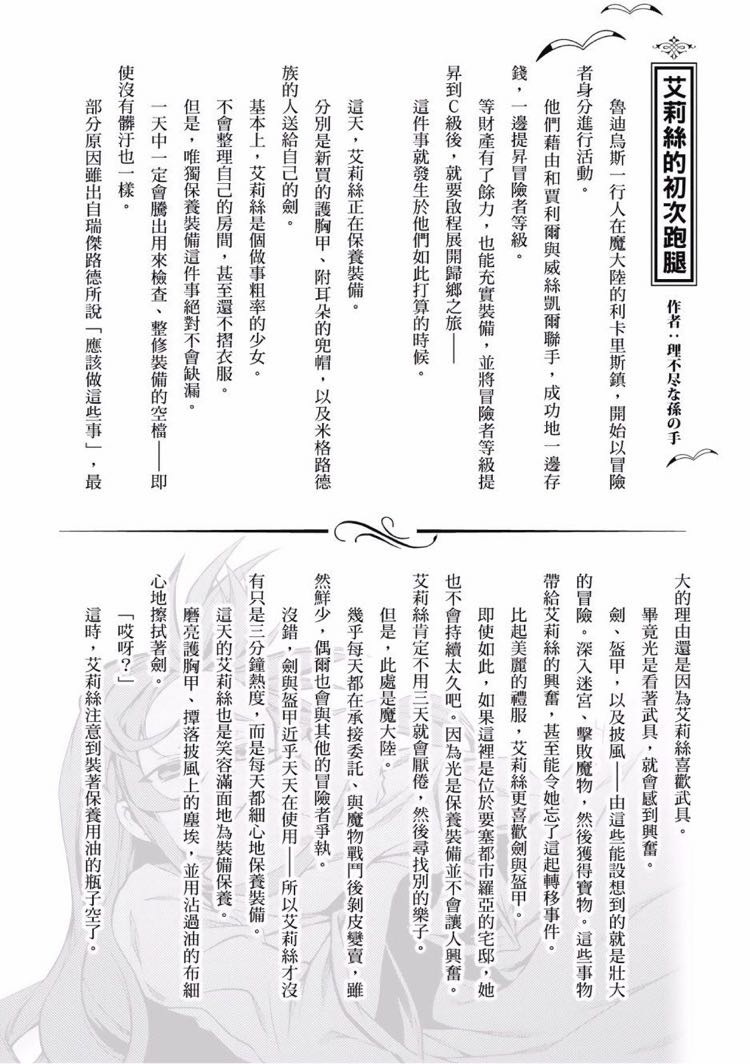 艾莉絲的初次跑腿
作者：理不尽な孫の手
魯迪烏斯一行人在魔大陸的利卡里斯鎮，開始以冒險
者身分進行活動。
他們藉由和賈利爾與威絲凱爾聯手，成功地一邊存
錢，一邊提昇冒險者等級。
等財產有了餘力，也能充實裝備，並將冒險者等級提
昇到C級後，就要啟程展開歸鄉之旅——
這件事就發生於他們如此打算的時候。
這天，艾莉絲正在保養裝備。
分別是新買的護胸甲、附耳朵的兜帽，以及米格路德
族的人送給自己的劍。
基本上，艾莉絲是個做事粗率的少女。
不會整理自己的房間，甚至還不摺衣服。
但是，唯獨保養裝備這件事絕對不會缺漏。
一天中一定會騰出用來檢查、整修裝備的空檔——即
使沒有髒汙也一樣。
部分原因雖出自瑞傑路德所說「應該做這些事」，最
大的理由還是因為艾莉絲喜歡武具。
畢竟光是看著武具，就會感到興奮。
劍、盔甲，以及披風——由這些能設想到的就是壯大
的冒險。深入迷宮、擊敗魔物，然後獲得寶物。這些事物
帶給艾莉絲的興奮，甚至能令她忘了這起轉移事件。
比起美麗的禮服，艾莉絲更喜歡劍與盔甲。
即使如此，如果這裡是位於要塞都市羅亞的宅邸，她
也不會持續太久吧。因為光是保養裝備並不會讓人興奮。
艾莉絲肯定不用三天就會厭倦，然後尋找別的樂子。
但是，此處是魔大陸。
幾乎每天都在承接委託、與魔物戰鬥後剝皮變賣，雖
然鮮少，偶爾也會與其他的冒險者爭執。
沒錯，劍與盔甲近乎天天在使用——所以艾莉絲才沒
有只是三分鐘熱度，而是每天都細心地保養裝備。
這天的艾莉絲也是笑容滿面地為裝備保養。
磨亮護胸甲、撢落披風上的塵埃，並用沾過油的布細
心地擦拭著劍。
「哎呀？」
這時，艾莉絲注意到裝著保養用油的瓶子空了。